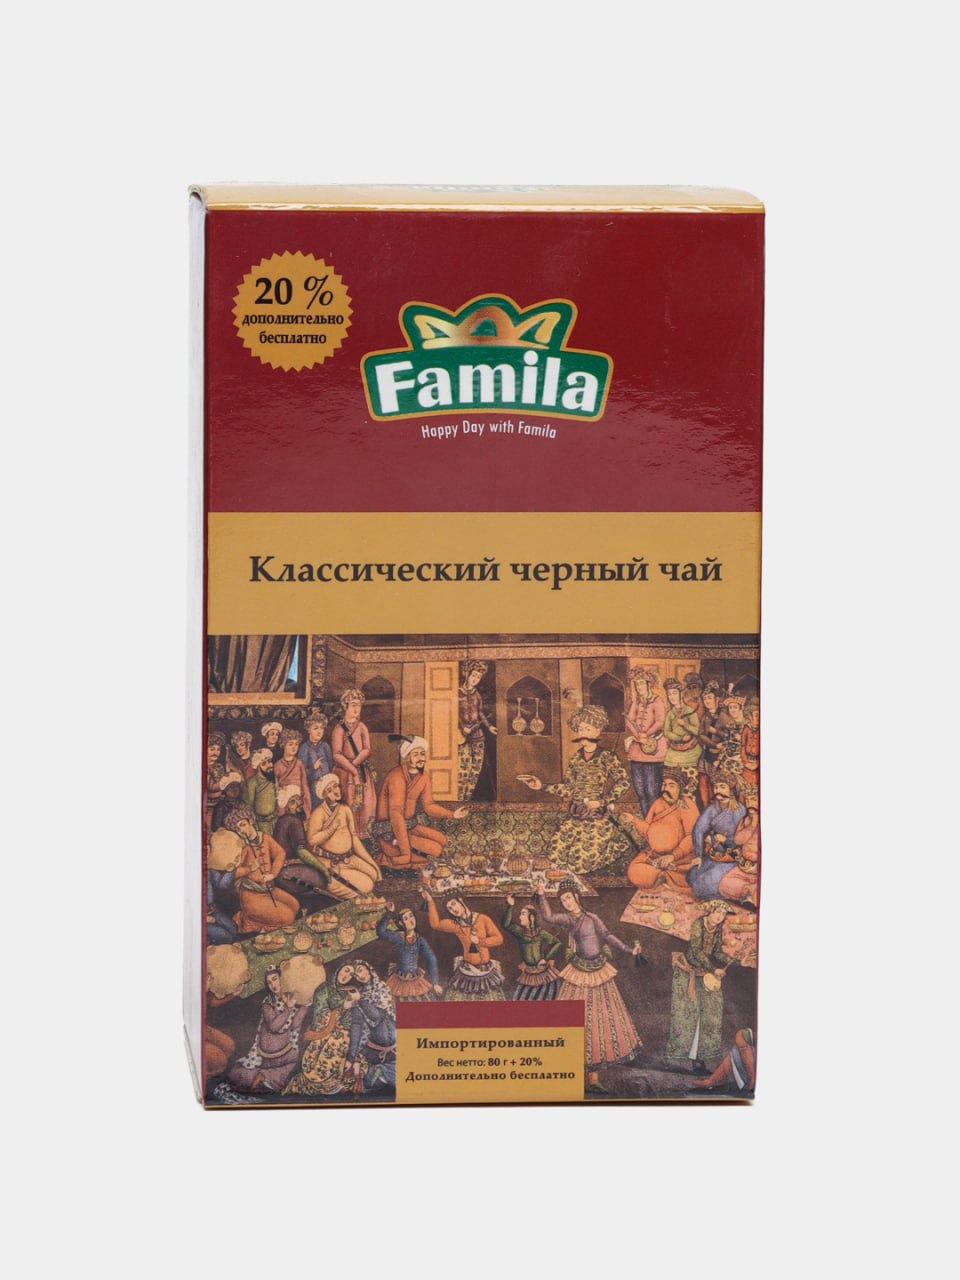 20 %
дополнительно
бесплатно
Famila
Happy Day with Famila
Классический черный чай
Импортированный
Вес нетто: 80 г + 20%
Дополнительно бесплатно